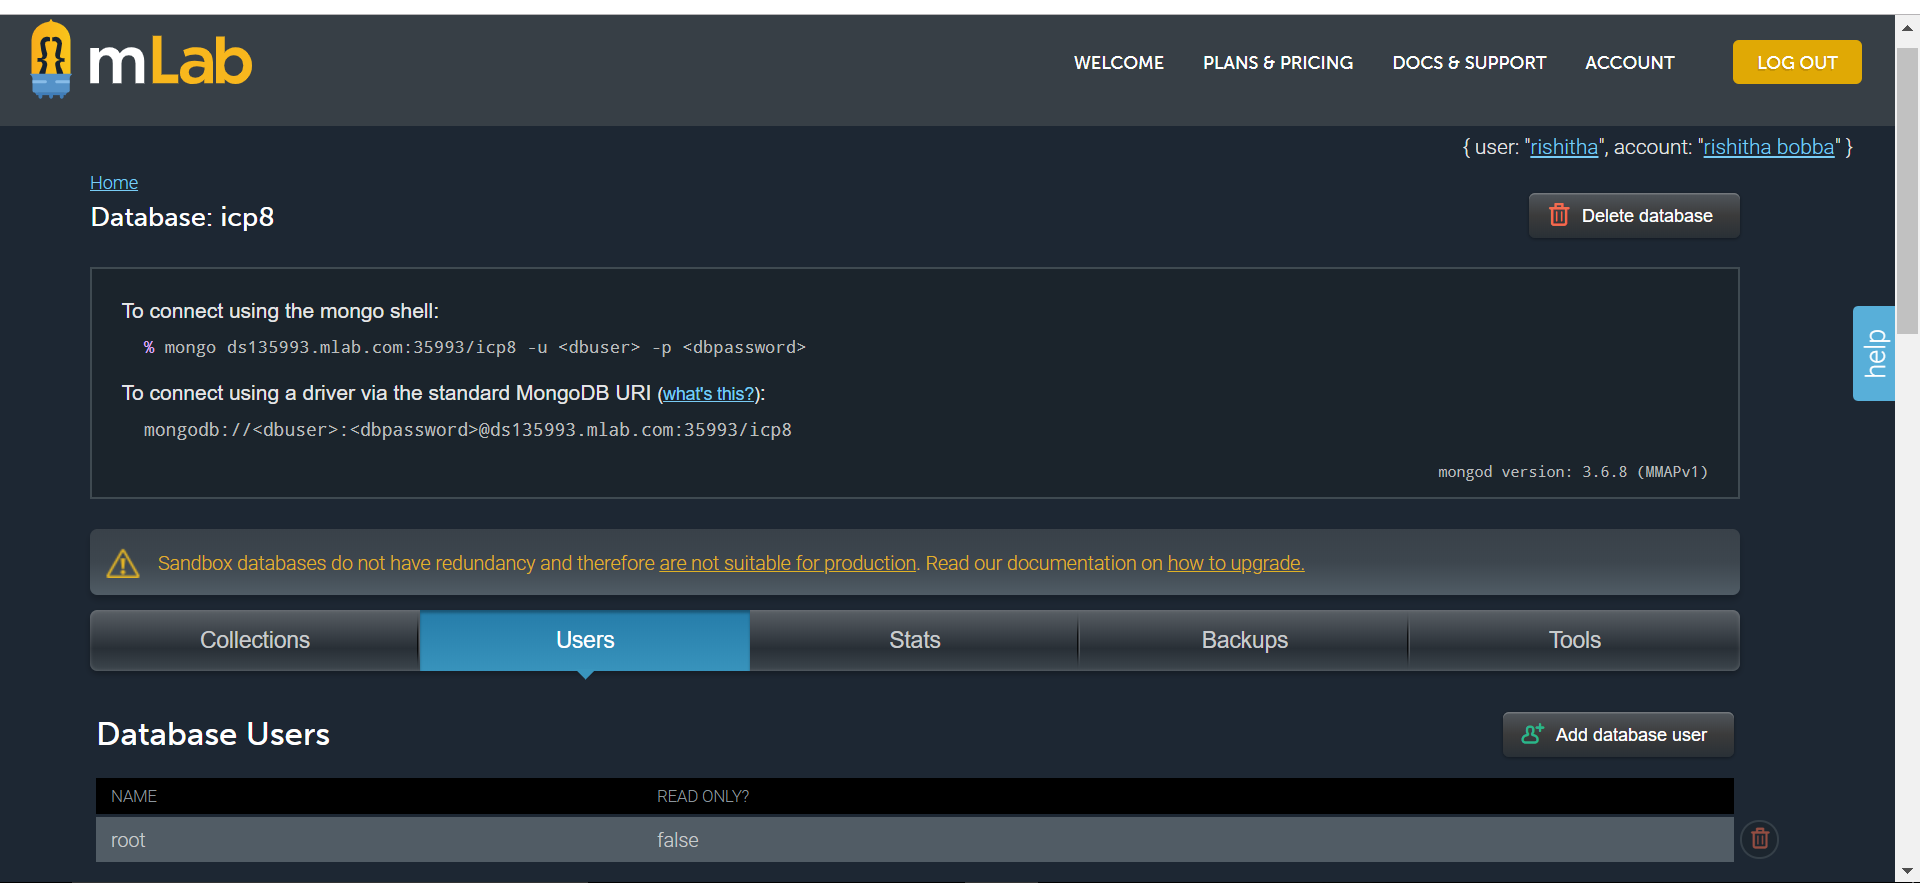 mLab
WELCOME PLANS & PRICING DOCS & SUPPORT ACCOUNT LOG OUT
{ user: "rishitha", account: "rishitha bobba" }
Home
Database: icp8
Delete database
To connect using the mongo shell:
% mongo ds135993.mlab.com:35993/icp8 -u <dbuser> -p <dbpassword>
To connect using a driver via the standard MongoDB URI (what's this?):
mongodb://<dbuser>:<dbpassword>@ds135993.mlab.com:35993/icp8
mongod version: 3.6.8 (MMAPv1)
help
Sandbox databases do not have redundancy and therefore are not suitable for production. Read our documentation on how to upgrade.
Collections Users Stats Backups Tools
Database Users
Add database user
NAME READ ONLY?
root false